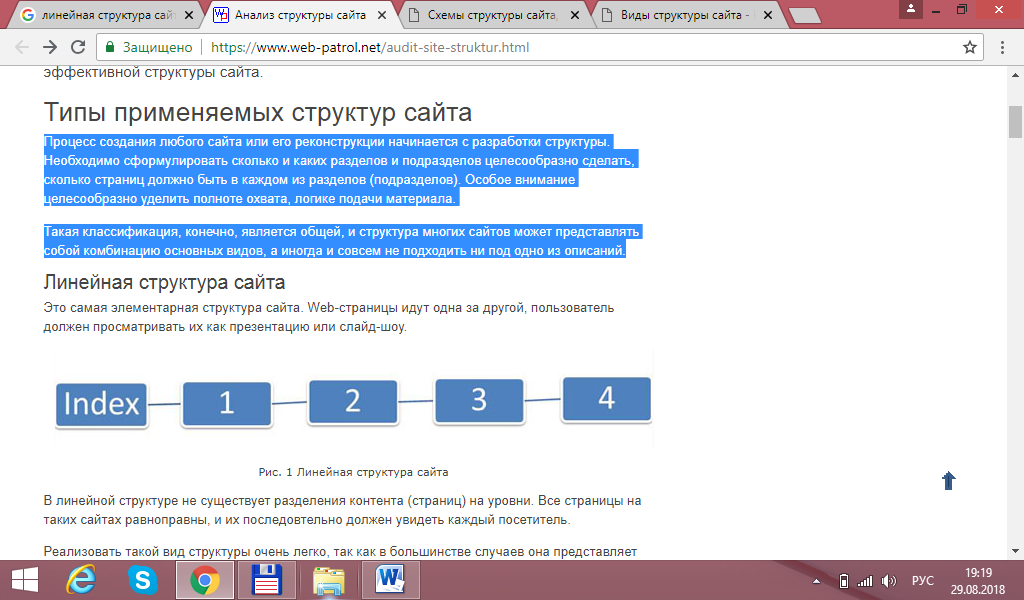 линейная структура сай
Анализ структуры сайта
Схемы структуры сайта,
Виды структуры сайта -
Защищено
https://www.web-patrol.net/audit-site-struktur.html
эффективной структуры сайта.
Типы применяемых структур сайта
Процесс создания любого сайта или его реконструкции начинается с разработки структуры.
Необходимо сформулировать сколько и каких разделов и подразделов целесообразно сделать,
сколько страниц должно быть в каждом из разделов (подразделов). Особое внимание
целесообразно уделить полноте охвата, логике подачи материала.
Такая классификация, конечно, является общей, и структура многих сайтов может представлять
собой комбинацию основных видов, а иногда и совсем не подходить ни под одно из описаний.
Линейная структура сайта
Это самая элементарная структура сайта. Web-страницы идут одна за другой, пользователь
должен просматривать их как презентацию или слайд-шоу.
Index 1 2 3 4
Рис. 1 Линейная структура сайта
В линейной структуре не существует разделения контента (страниц) на уровни. Все страницы на
таких сайтах равноправны, и их последовтельно должен увидеть каждый посетитель.
Реализовать такой вид структуры очень легко, так как в большинстве случаев она представляет
РУС
19:19
29.08.2018